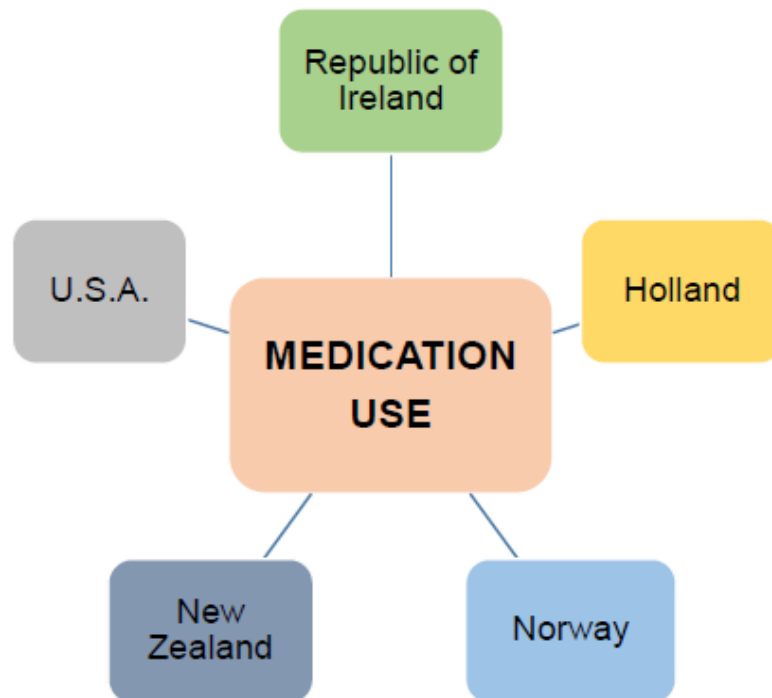 Republic of
Ireland
U.S.A.
Holland
MEDICATION
USE
New
Zealand
Norway